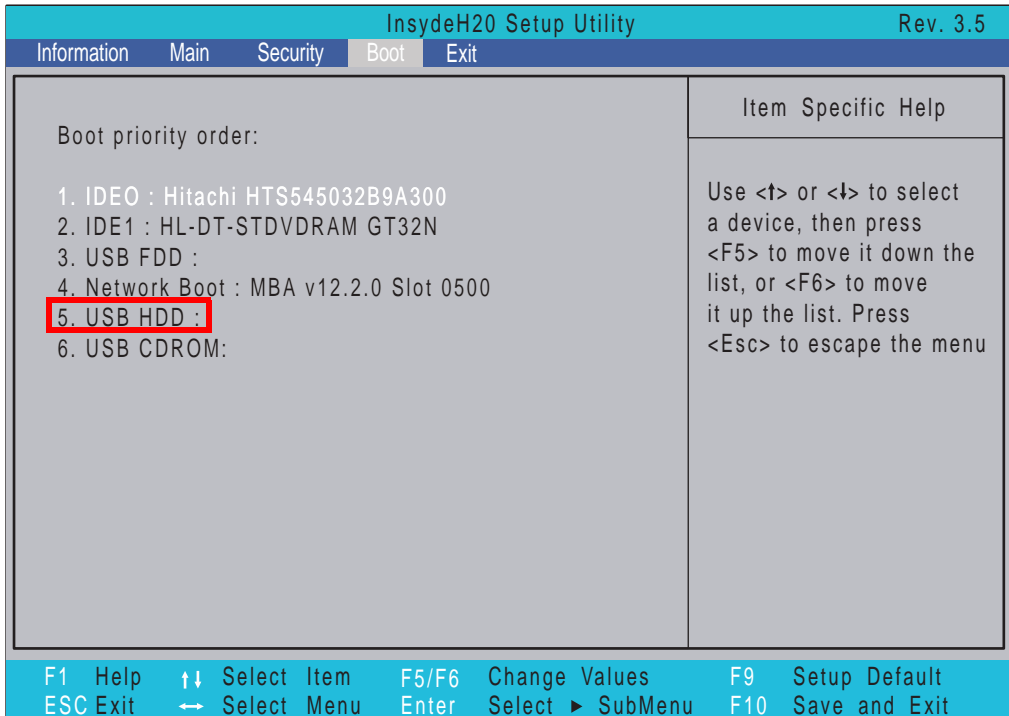 InsydeH20 Setup Utility Rev. 3.5
Information Main Security Boot Exit
Boot priority order:
1. IDEO : Hitachi HTS545032B9A300
2. IDE1 : HL-DT-STDVDRAM GT32N
3. USB FDD :
4. Network Boot : MBA v12.2.0 Slot 0500
5. USB HDD :
6. USB CDROM:
Item Specific Help
Use <↑> or <↓> to select
a device, then press
<F5> to move it down the
list, or <F6> to move
it up the list. Press
<Esc> to escape the menu
F1 Help ↑↓ Select Item F5/F6 Change Values F9 Setup Default
ESC Exit ↔ Select Menu Enter Select ► SubMenu F10 Save and Exit